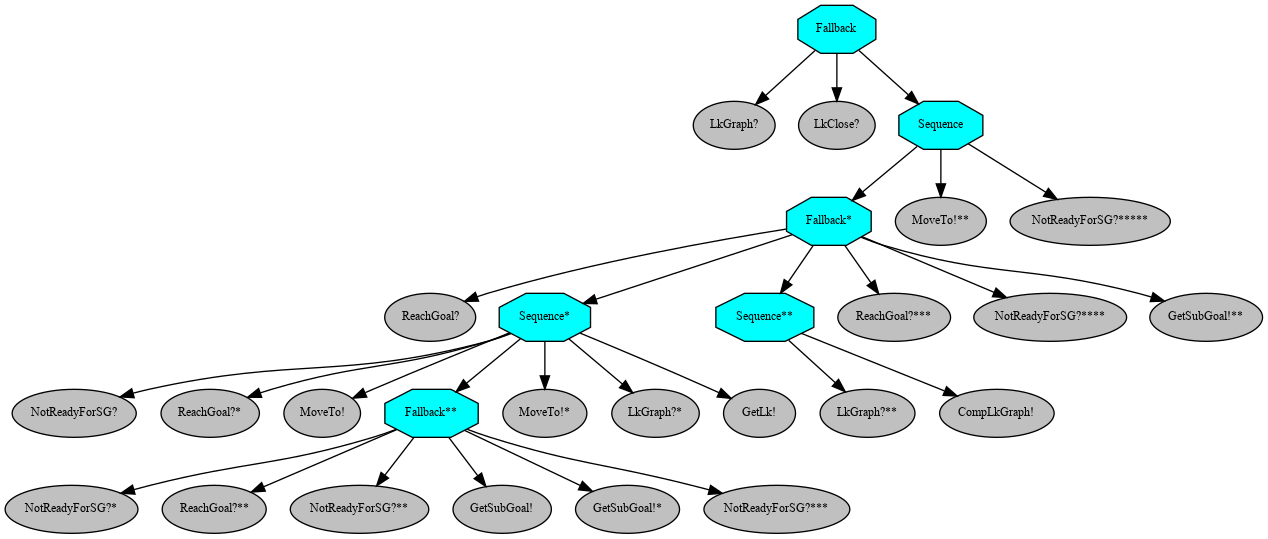 Fallback
LkGraph?
LkClose?
Sequence
Fallback*
MoveTo!**
NotReadyForSG?*****
ReachGoal?
Sequence*
Sequence**
ReachGoal?***
NotReadyForSG?****
GetSubGoal!**
NotReadyForSG?
ReachGoal?*
MoveTo!
Fallback**
MoveTo!*
LkGraph?*
GetLk!
LkGraph?**
CompLkGraph!
NotReadyForSG?*
ReachGoal?**
NotReadyForSG?**
GetSubGoal!
GetSubGoal!*
NotReadyForSG?***